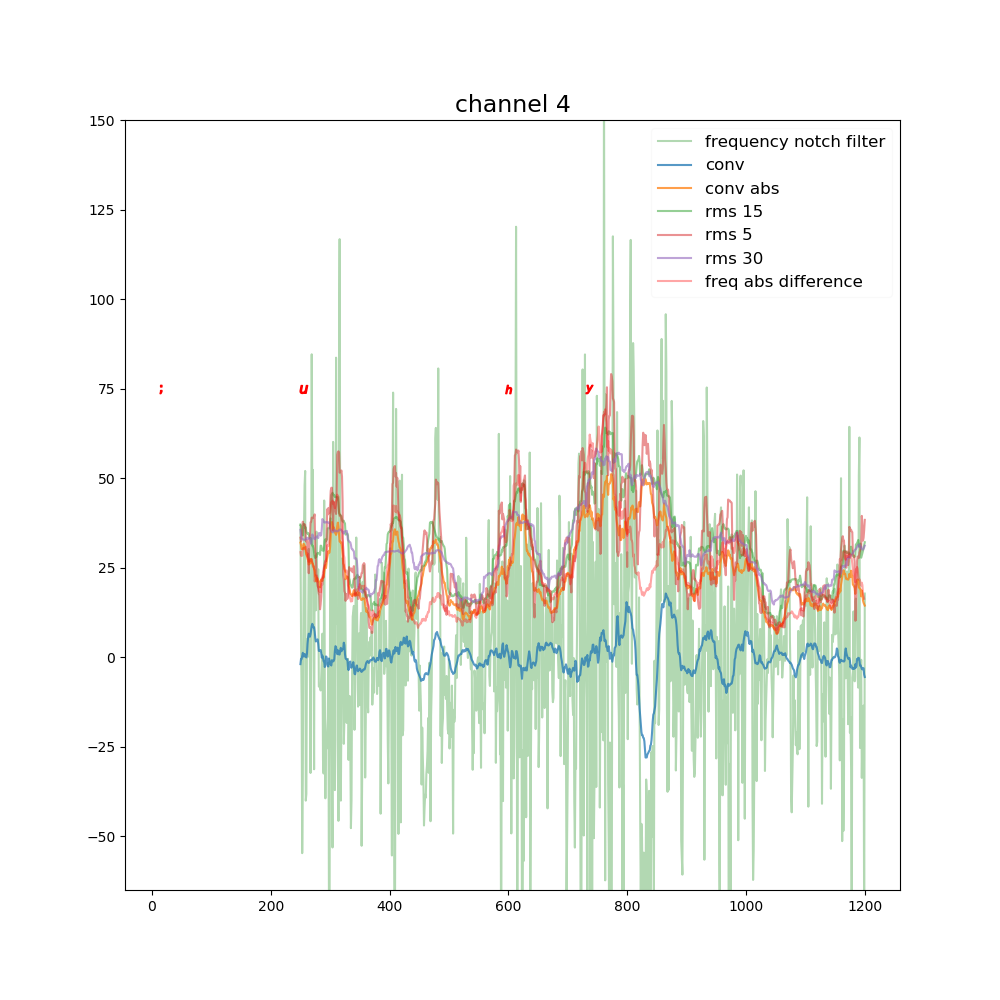 channel 4
150
125
100
75
50
25
0
−25
−50
frequency notch filter
conv
conv abs
rms 15
rms 5
rms 30
freq abs difference
; u h y
0 200 400 600 800 1000 1200